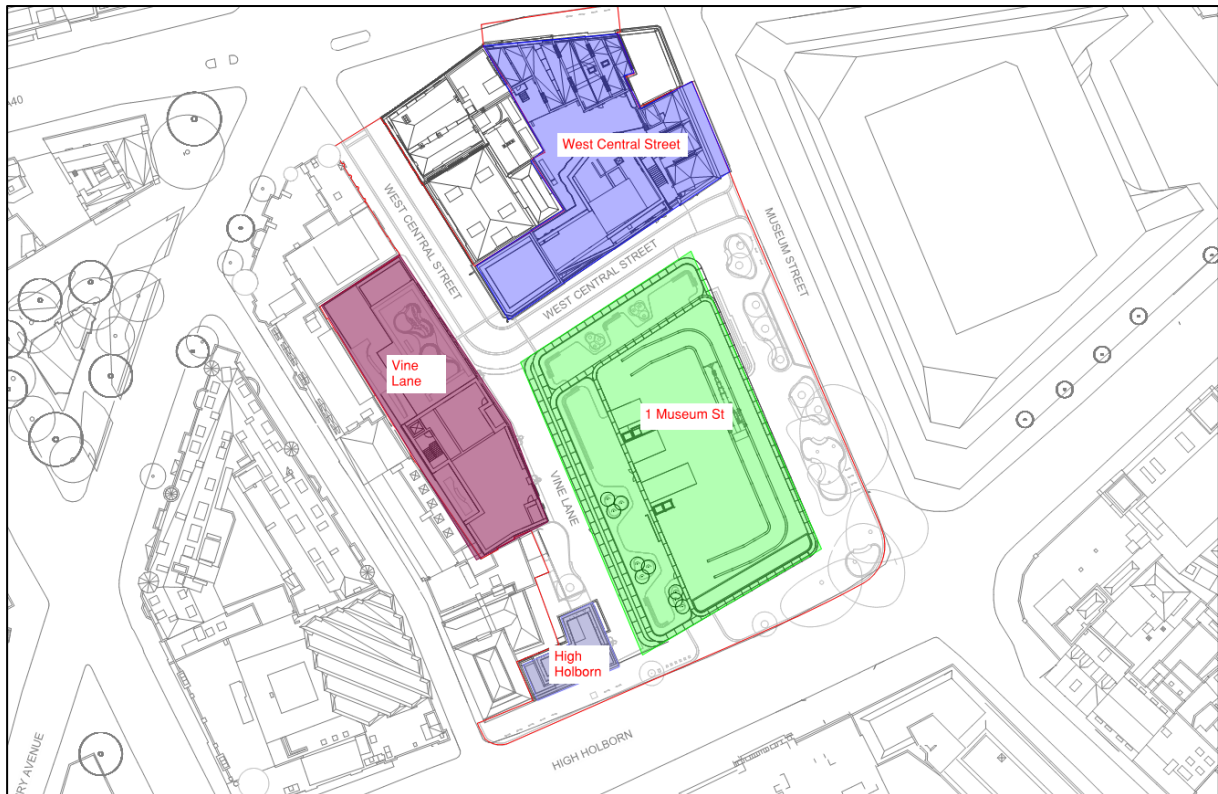 A40
West Central Street
WEST CENTRAL STREET
MUSEUM STREET
WEST CENTRAL STREET
Vine
Lane
1 Museum St
VINE LANE
High
Holborn
HIGH HOLBORN
RY AVENUE